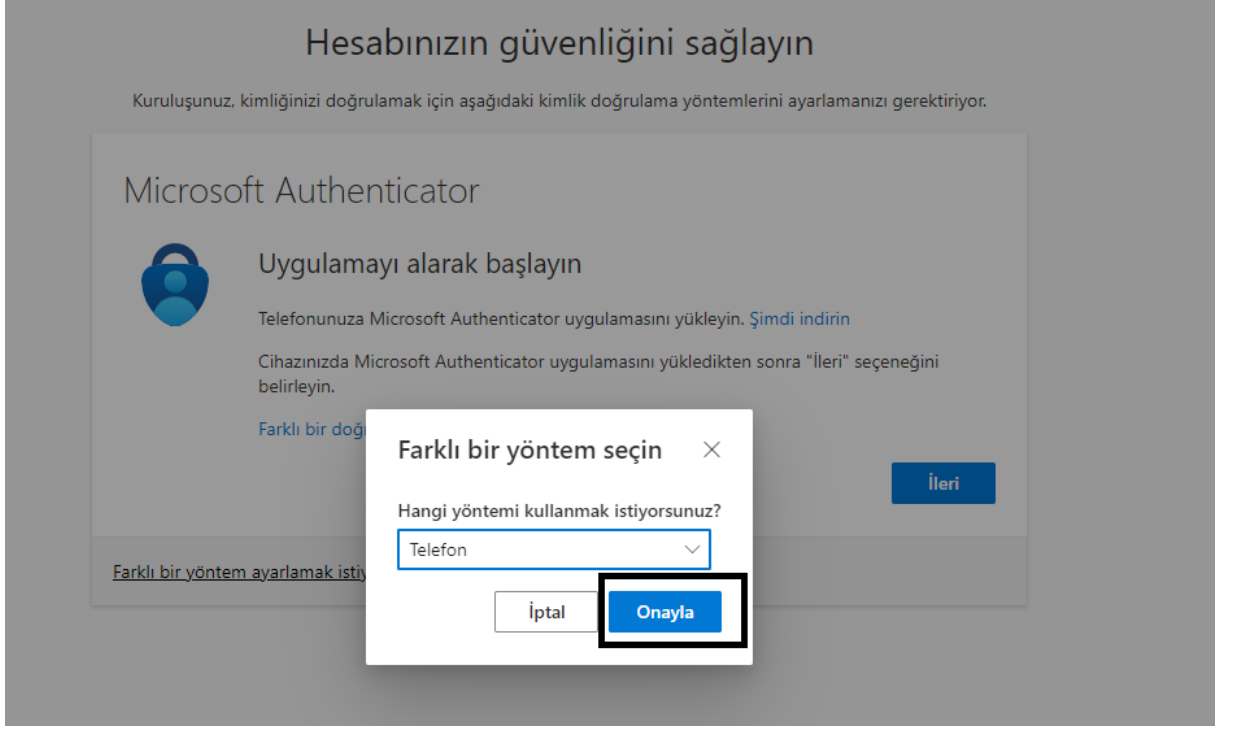 Hesabınızın güvenliğini sağlayın
Kuruluşunuz, kimliğinizi doğrulamak için aşağıdaki kimlik doğrulama yöntemlerini ayarlamanızı gerektiriyor.
Microsoft Authenticator
Uygulamayı alarak başlayın
Telefonunuza Microsoft Authenticator uygulamasını yükleyin. Şimdi indirin
Cihazınızda Microsoft Authenticator uygulamasını yükledikten sonra "İleri" seçeneğini
belirleyin.
Farklı bir
İleri
Farklı bir yöntem seçin
Hangi yöntemi kullanmak istiyorsunuz?
Telefon
İptal
Onayla
Farklı bir yöntem ayarlamak